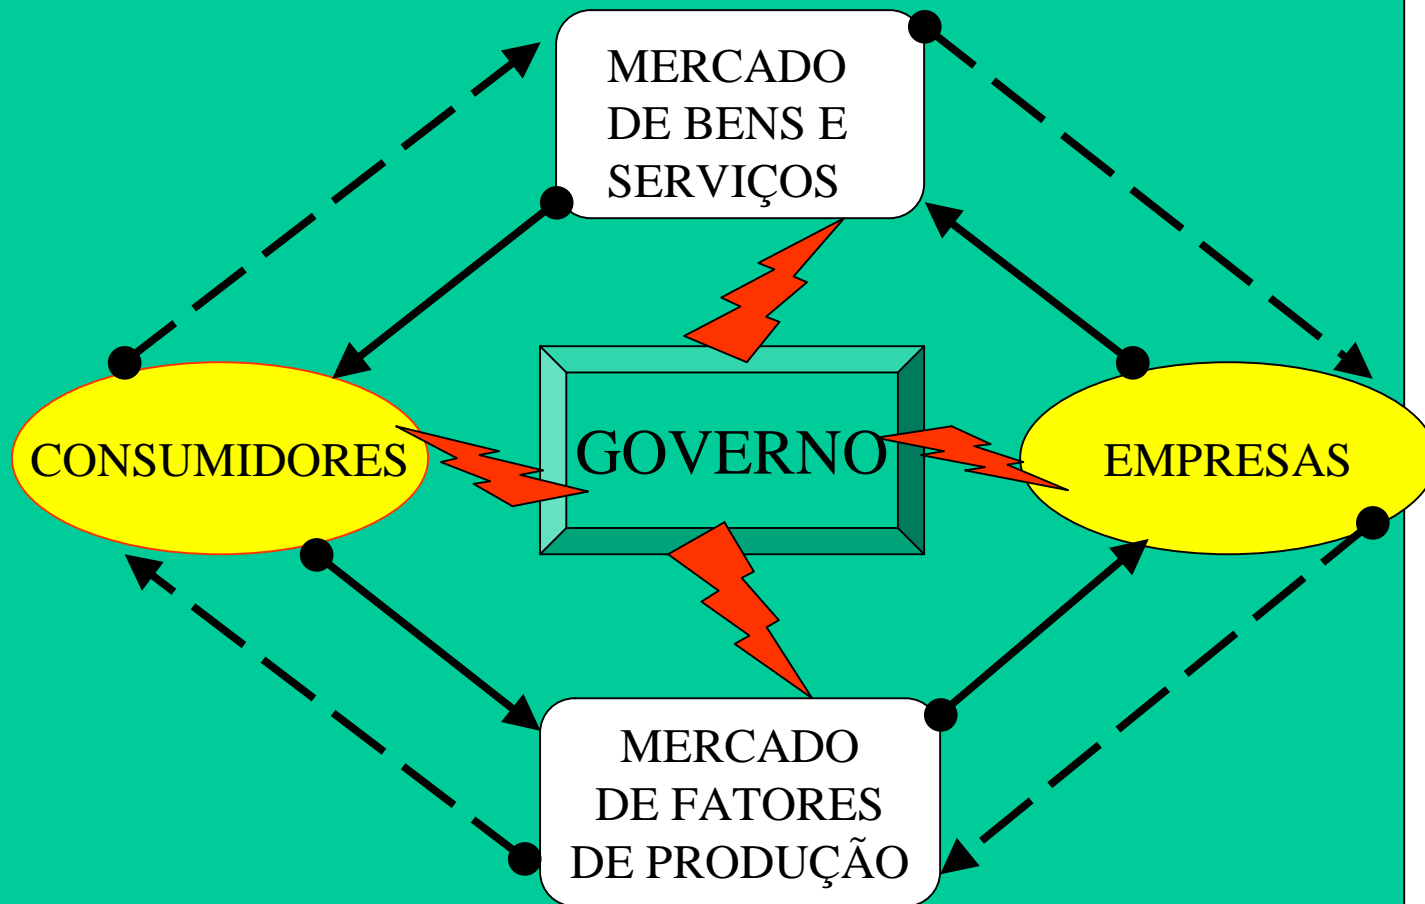 MERCADO
DE BENS E
SERVIÇOS
CONSUMIDORES
GOVERNO
EMPRESAS
MERCADO
DE FATORES
DE PRODUÇÃO